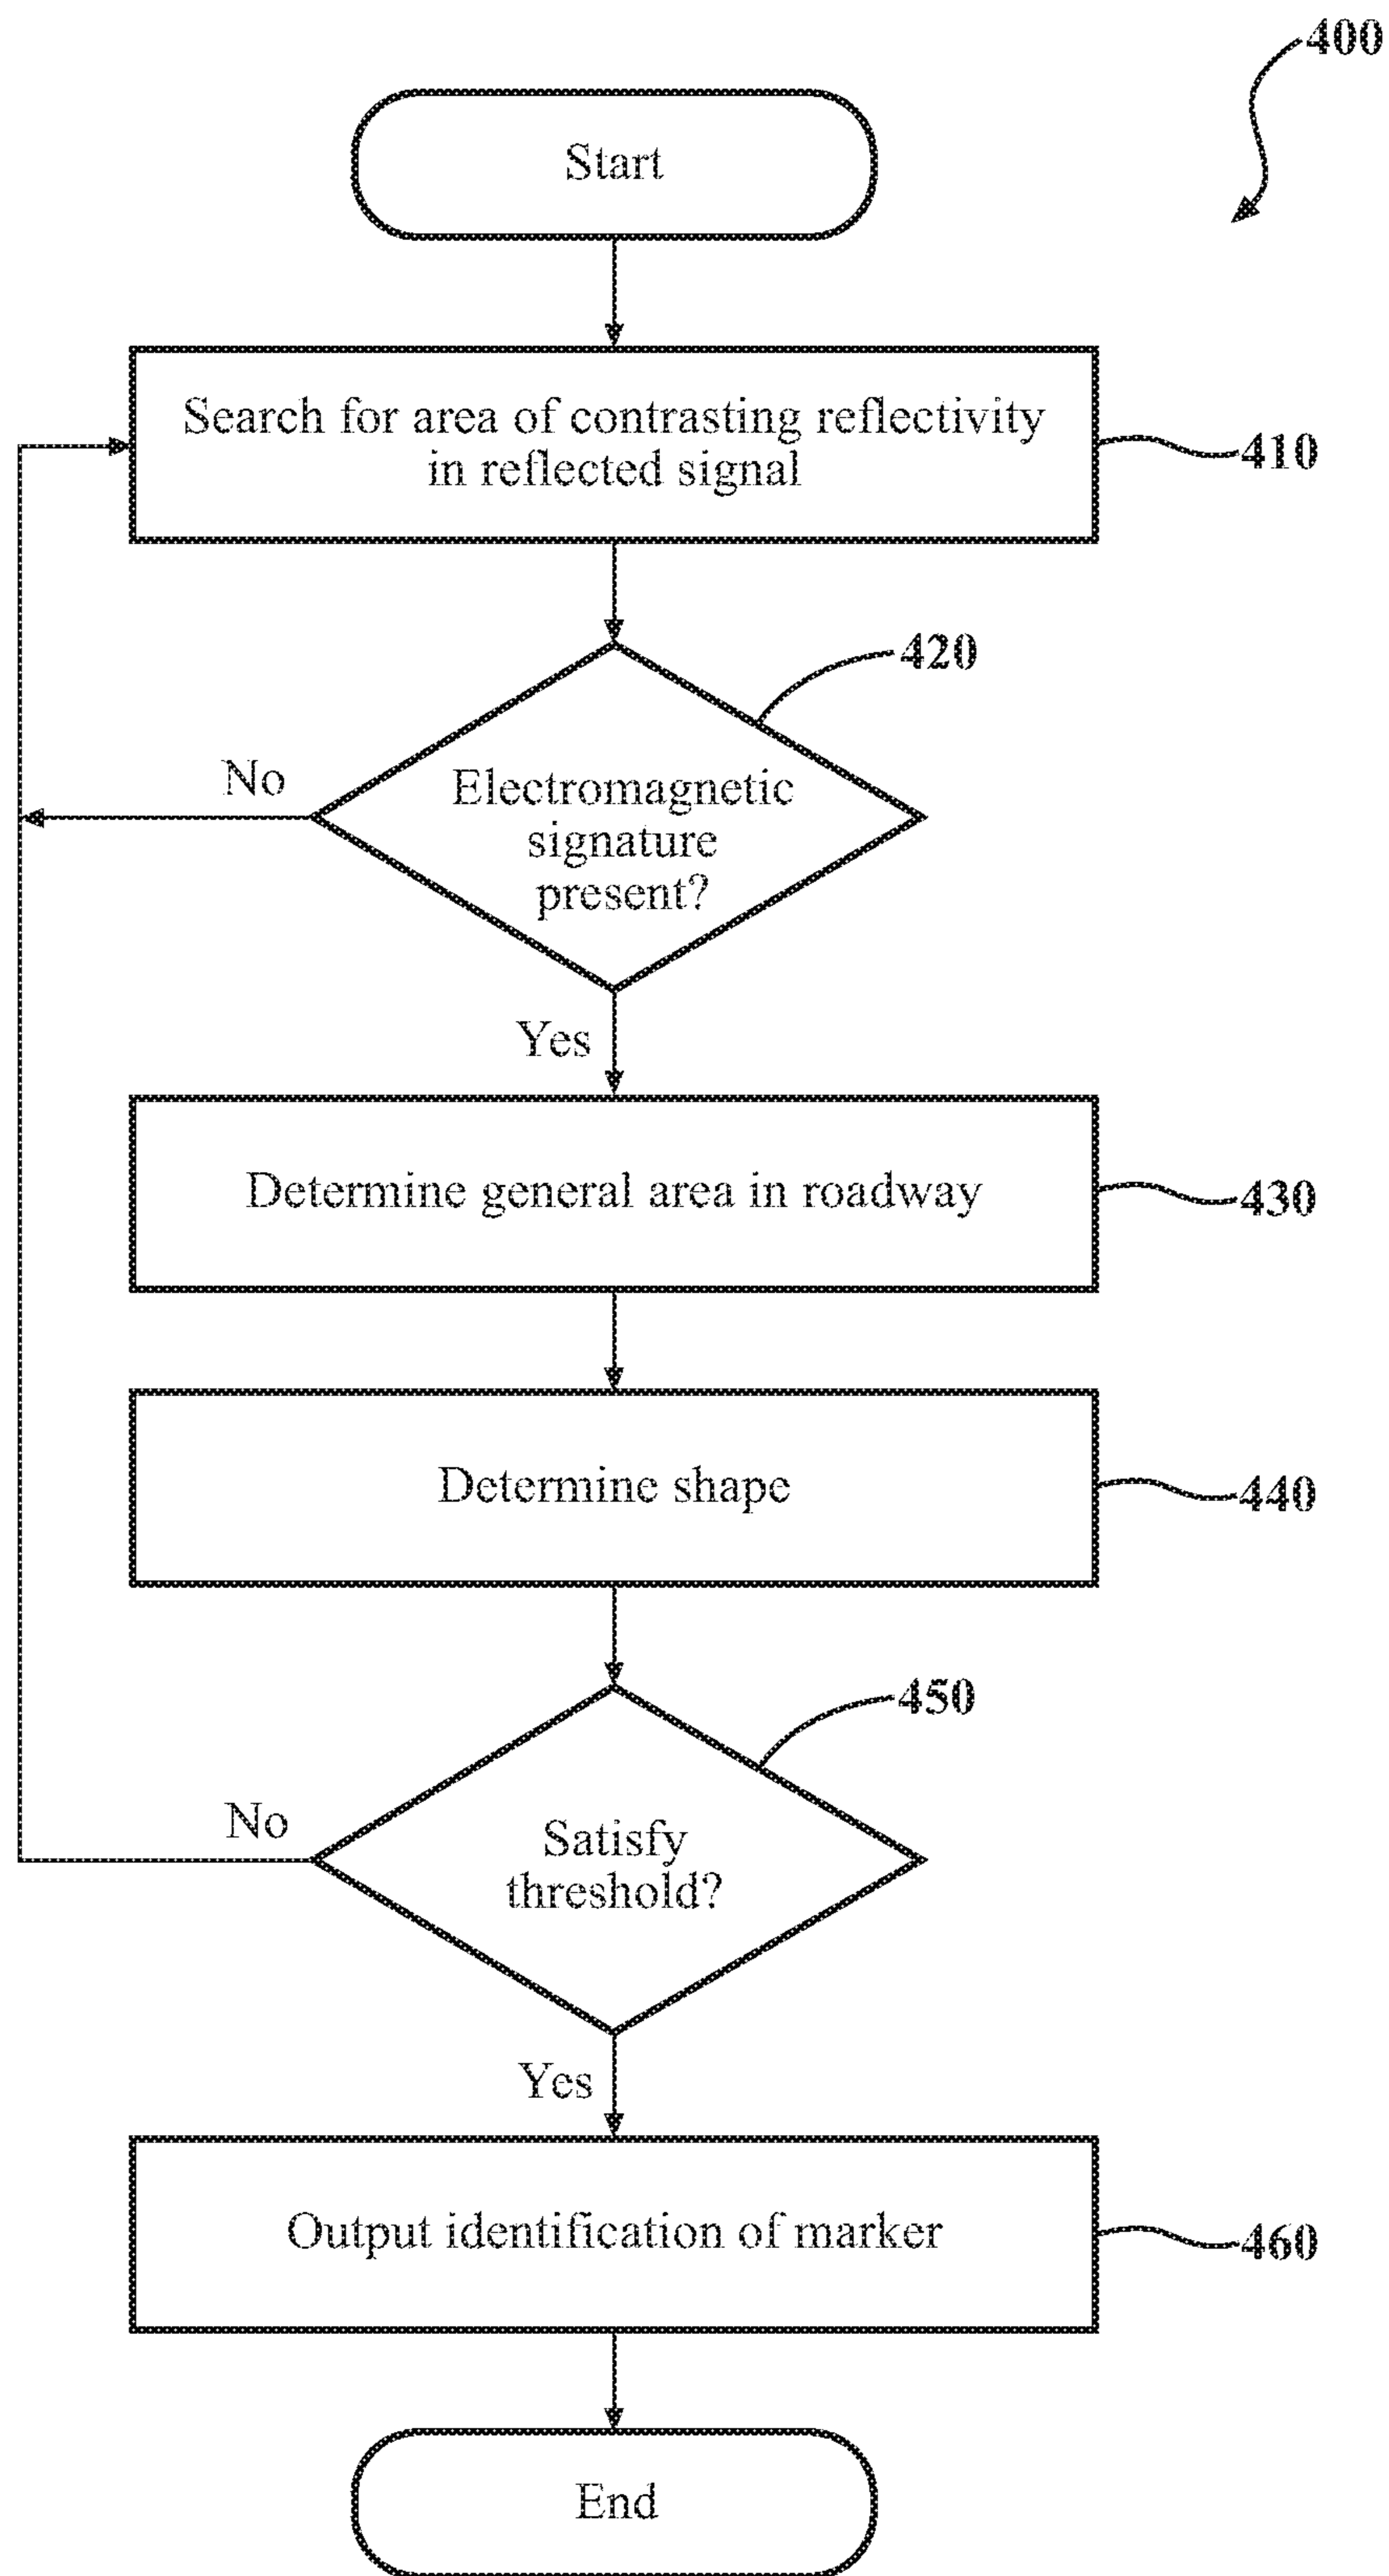 400
Start
Search for area of contrasting reflectivity
in reflected signal
410
420
No
Electromagnetic
signature
present?
Yes
Determine general area in roadway
430
Determine shape
440
450
No
Satisfy
threshold?
Yes
Output identification of marker
460
End